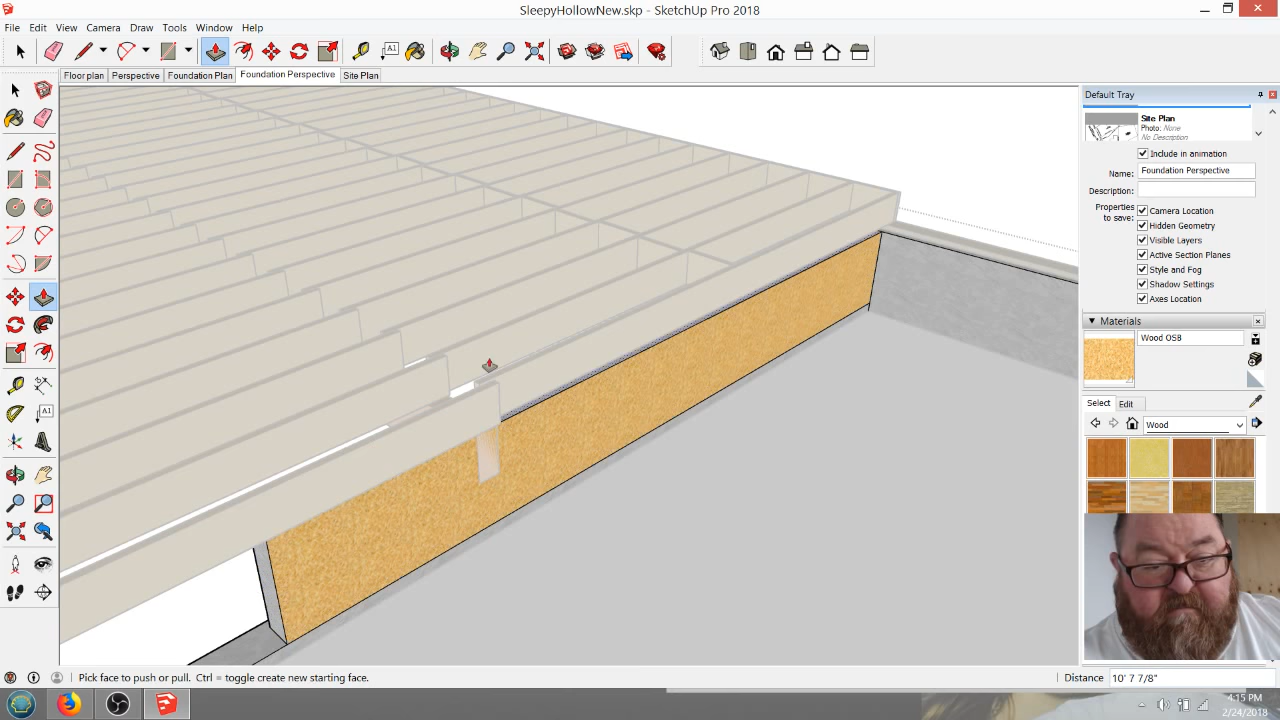 SleepyHollowNew.skp - SketchUp Pro 2018
File Edit View Camera Draw Tools Window Help
A1
Floor plan Perspective Foundation Plan Foundation Perspective Site Plan
Default Tray
Site Plan
Photo: None
No Description
Include in animation
Name: Foundation Perspective
Description:
Properties to save:
Camera Location
Hidden Geometry
Visible Layers
Active Section Planes
Style and Fog
Shadow Settings
Axes Location
Materials
Wood OSB
A1
Select Edit
Wood
Pick face to push or pull. Ctrl = toggle create new starting face.
Distance 10' 7 7/8"
4:15 PM
2/24/2018